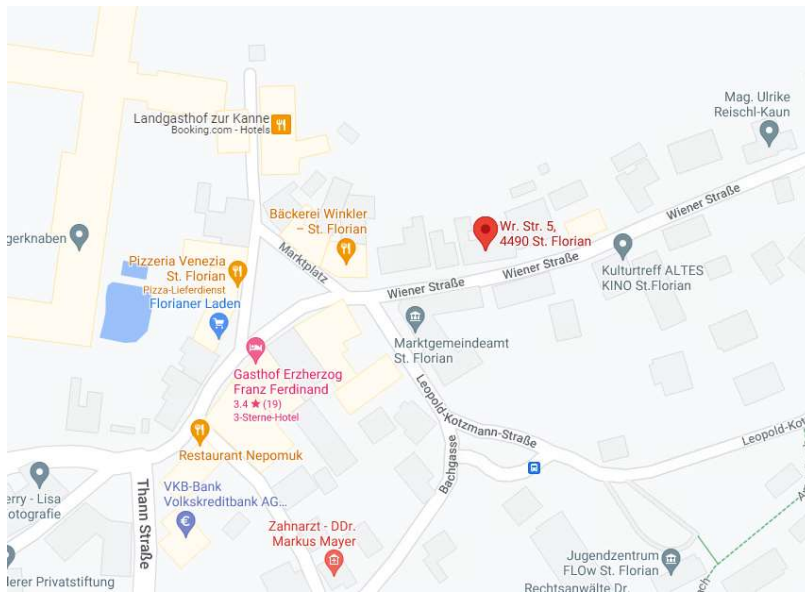 Landgasthof zur Kanne
Booking.com - Hotels
Mag. Ulrike
Reischl-Kaun
Bäckerei Winkler
– St. Florian
Wr. Str. 5,
4490 St. Florian
Wiener Straße
gerknaben
Pizzeria Venezia
St. Florian
Pizza-Lieferdienst
Marktplatz
Wiener Straße
Wiener Straße
Kulturtreff ALTES
KINO St.Florian
Florianer Laden
Marktgemeindeamt
St. Florian
Gasthof Erzherzog
Franz Ferdinand
3.4 ★ (19)
3-Sterne-Hotel
Leopold-Kotzmann-Straße
Leopold-Kot
Restaurant Nepomuk
Bachgasse
Thann Straße
VKB-Bank
Volkskreditbank AG...
erry - Lisa
otografie
Zahnarzt - DDr.
Markus Mayer
Jugendzentrum
FLOw St. Florian
Rechtsanwälte Dr.
derer Privatstiftung